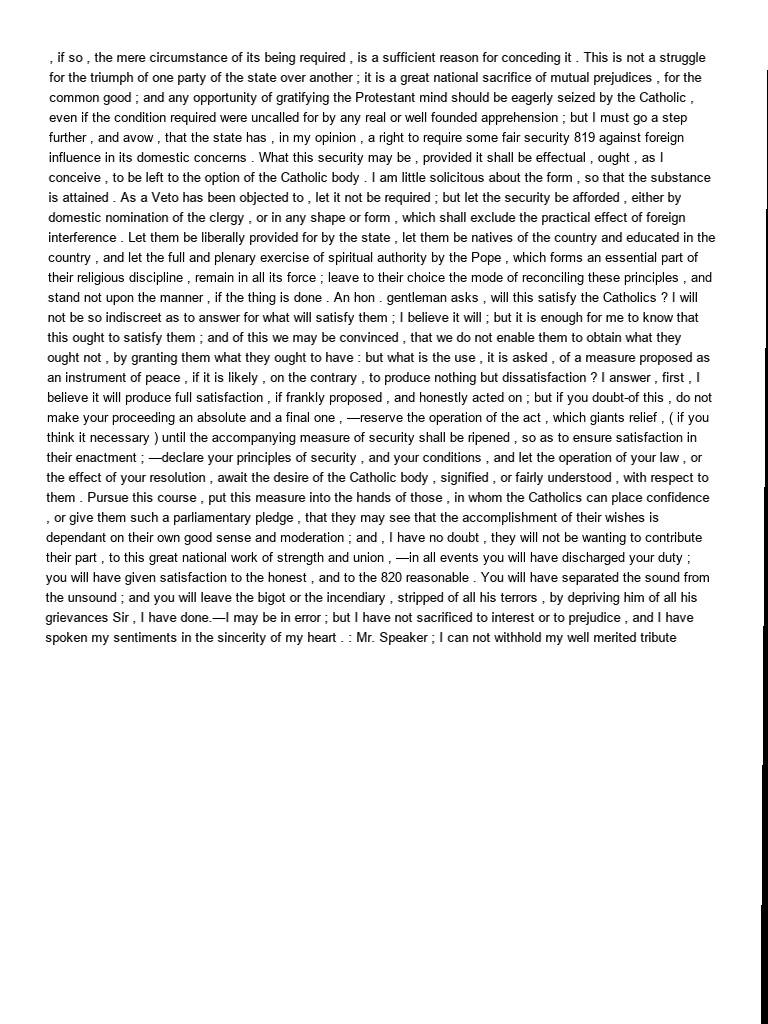 , if so , the mere circumstance of its being required , is a sufficient reason for conceding it . This is not a struggle
for the triumph of one party of the state over another ; it is a great national sacrifice of mutual prejudices , for the
common good ; and any opportunity of gratifying the Protestant mind should be eagerly seized by the Catholic ,
even if the condition required were uncalled for by any real or well founded apprehension ; but I must go a step
further , and avow , that the state has , in my opinion , a right to require some fair security 819 against foreign
influence in its domestic concerns . What this security may be , provided it shall be effectual , ought , as I
conceive , to be left to the option of the Catholic body . I am little solicitous about the form , so that the substance
is attained . As a Veto has been objected to , let it not be required ; but let the security be afforded , either by
domestic nomination of the clergy , or in any shape or form , which shall exclude the practical effect of foreign
interference . Let them be liberally provided for by the state , let them be natives of the country and educated in the
country , and let the full and plenary exercise of spiritual authority by the Pope , which forms an essential part of
their religious discipline , remain in all its force ; leave to their choice the mode of reconciling these principles , and
stand not upon the manner , if the thing is done . An hon . gentleman asks , will this satisfy the Catholics ? I will
not be so indiscreet as to answer for what will satisfy them ; I believe it will ; but it is enough for me to know that
this ought to satisfy them ; and of this we may be convinced , that we do not enable them to obtain what they
ought not , by granting them what they ought to have : but what is the use , it is asked , of a measure proposed as
an instrument of peace , if it is likely , on the contrary , to produce nothing but dissatisfaction ? I answer , first , I
believe it will produce full satisfaction , if frankly proposed , and honestly acted on ; but if you doubt-of this , do not
make your proceeding an absolute and a final one , —reserve the operation of the act , which giants relief , ( if you
think it necessary ) until the accompanying measure of security shall be ripened , so as to ensure satisfaction in
their enactment ; —declare your principles of security , and your conditions , and let the operation of your law , or
the effect of your resolution , await the desire of the Catholic body , signified , or fairly understood , with respect to
them . Pursue this course , put this measure into the hands of those , in whom the Catholics can place confidence
, or give them such a parliamentary pledge , that they may see that the accomplishment of their wishes is
dependant on their own good sense and moderation ; and , I have no doubt , they will not be wanting to contribute
their part , to this great national work of strength and union , —in all events you will have discharged your duty ;
you will have given satisfaction to the honest , and to the 820 reasonable . You will have separated the sound from
the unsound ; and you will leave the bigot or the incendiary , stripped of all his terrors , by depriving him of all his
grievances Sir , I have done.—I may be in error ; but I have not sacrificed to interest or to prejudice , and I have
spoken my sentiments in the sincerity of my heart . : Mr. Speaker ; I can not withhold my well merited tribute